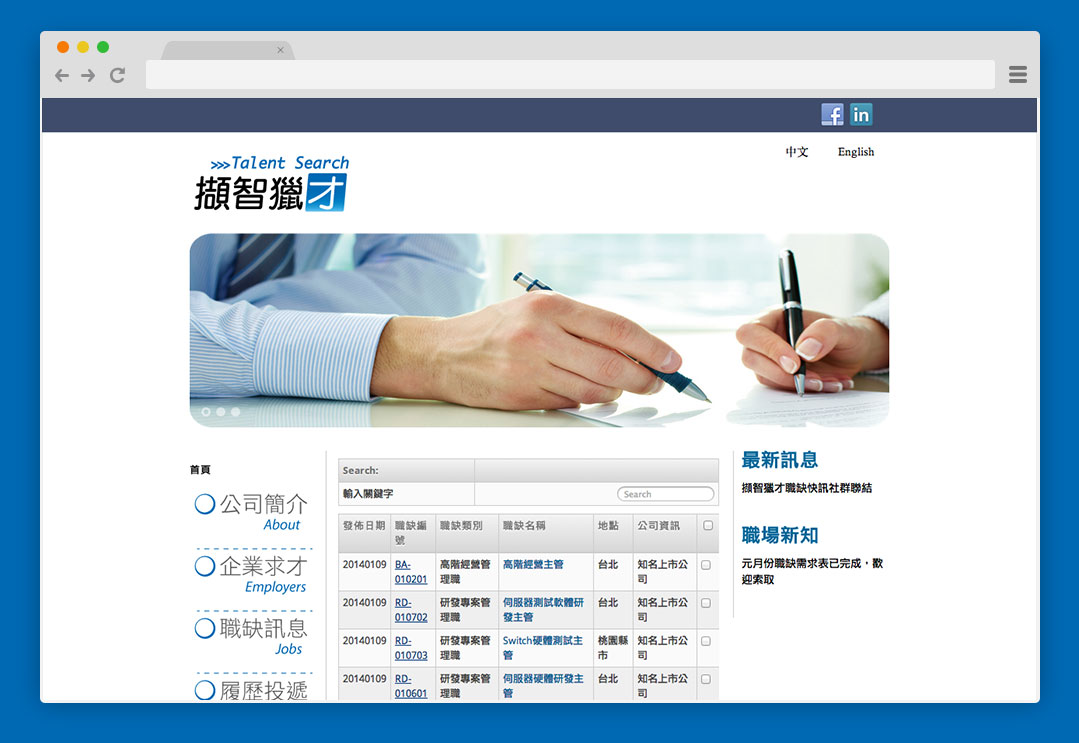 中文 English
>>>Talent Search
擷智獵才
首頁
公司簡介
About
企業求才
Employers
職缺訊息
Jobs
履歷投遞
Search:
輸入關鍵字 Search
發佈日期 職缺編號 職缺類別 職缺名稱 地點 公司資訊
20140109 BA-010201 高階經營管理職 高階經營主管 台北 知名上市公司
20140109 RD-010702 研發專案管理職 伺服器測試軟體研發主管 台北 知名上市公司
20140109 RD-010703 研發專案管理職 Switch硬體測試主管 桃園縣市 知名上市公司
20140109 RD-010601 研發專案管理職 伺服器硬體研發主管 台北 知名上市公司
最新訊息
擷智獵才職缺快訊社群聯結
職場新知
元月份職缺需求表已完成，歡
迎索取